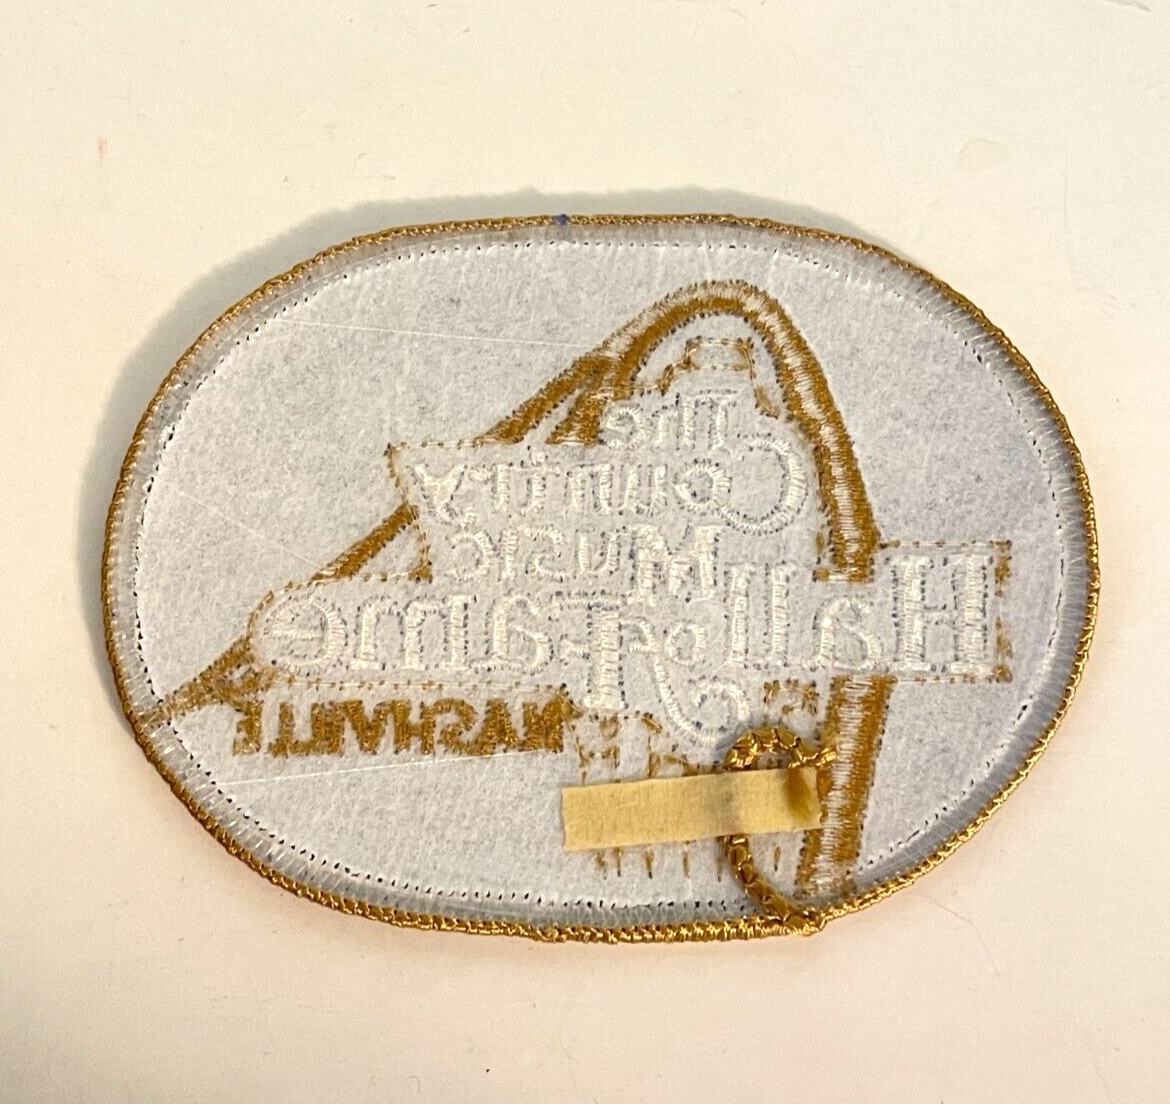 The
Country
Music
Hall of Fame
NASHVILLE